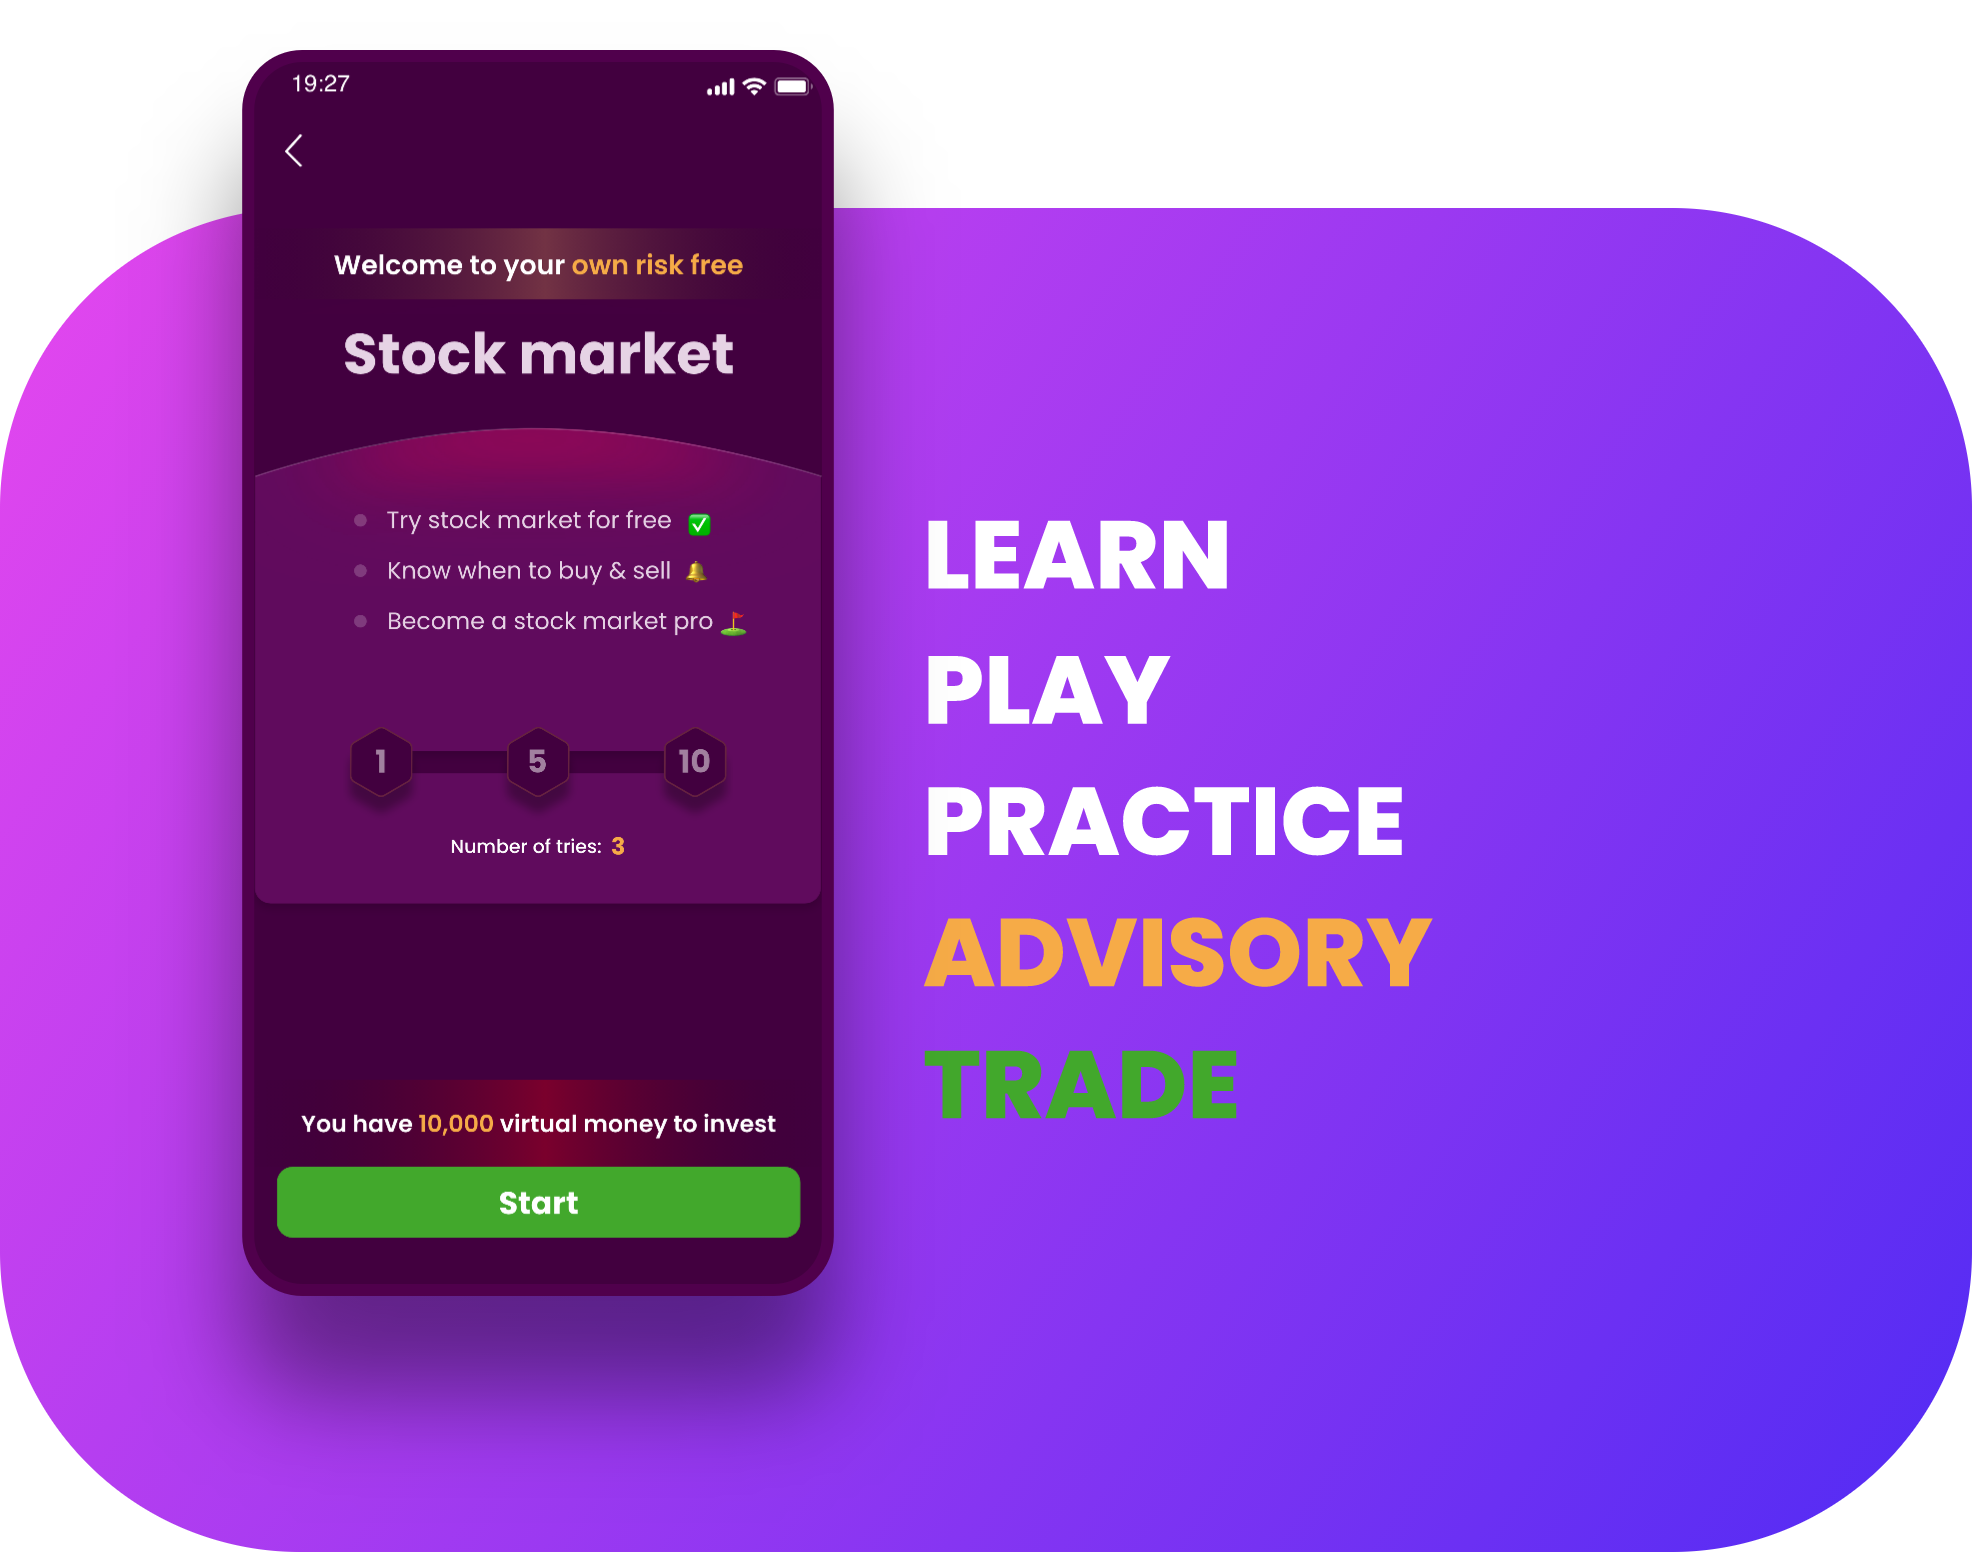 19:27
Welcome to your own risk free
Stock market
Try stock market for free ✅
Know when to buy & sell 🔔
Become a stock market pro ⛳
1 5 10
Number of tries: 3
You have 10,000 virtual money to invest
Start
LEARN
PLAY
PRACTICE
ADVISORY
TRADE